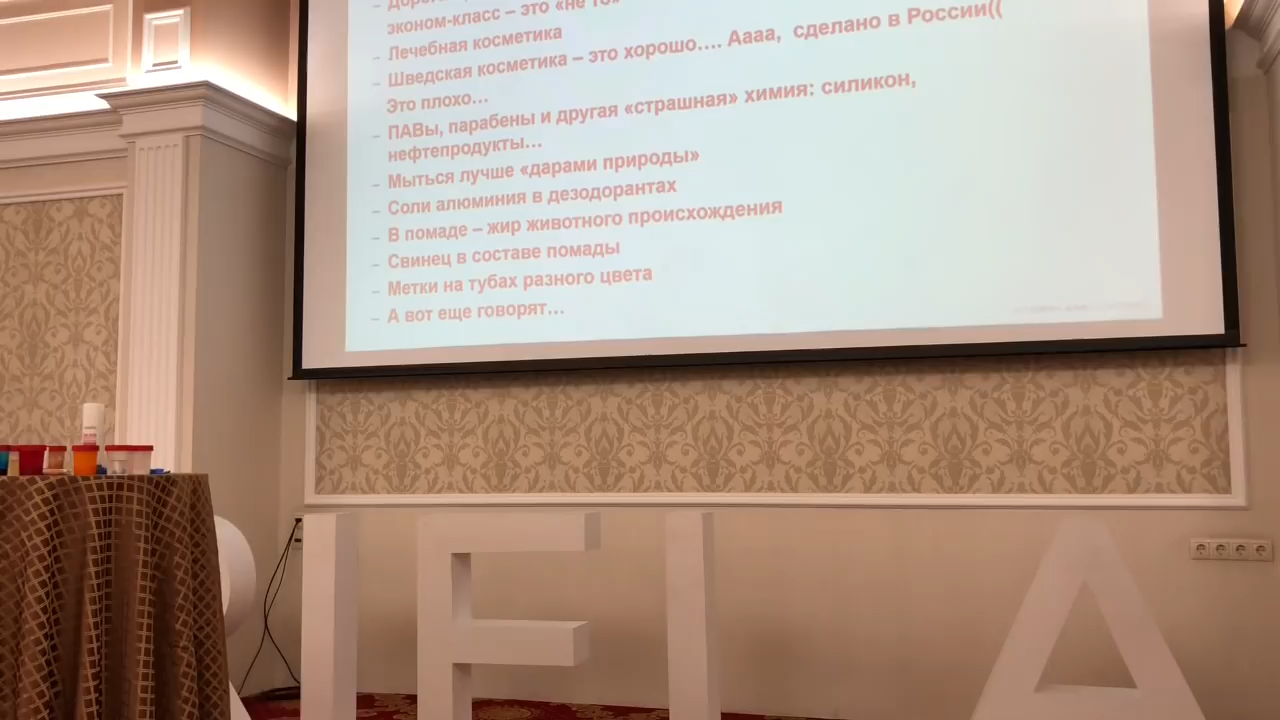 эконом-класс – это «не то»
– Лечебная косметика
– Шведская косметика – это хорошо…. Аааа, сделано в России((
Это плохо…
– ПАВы, парабены и другая «страшная» химия: силикон,
нефтепродукты…
– Мыться лучше «дарами природы»
– Соли алюминия в дезодорантах
– В помаде – жир животного происхождения
– Свинец в составе помады
– Метки на тубах разного цвета
– А вот еще говорят…